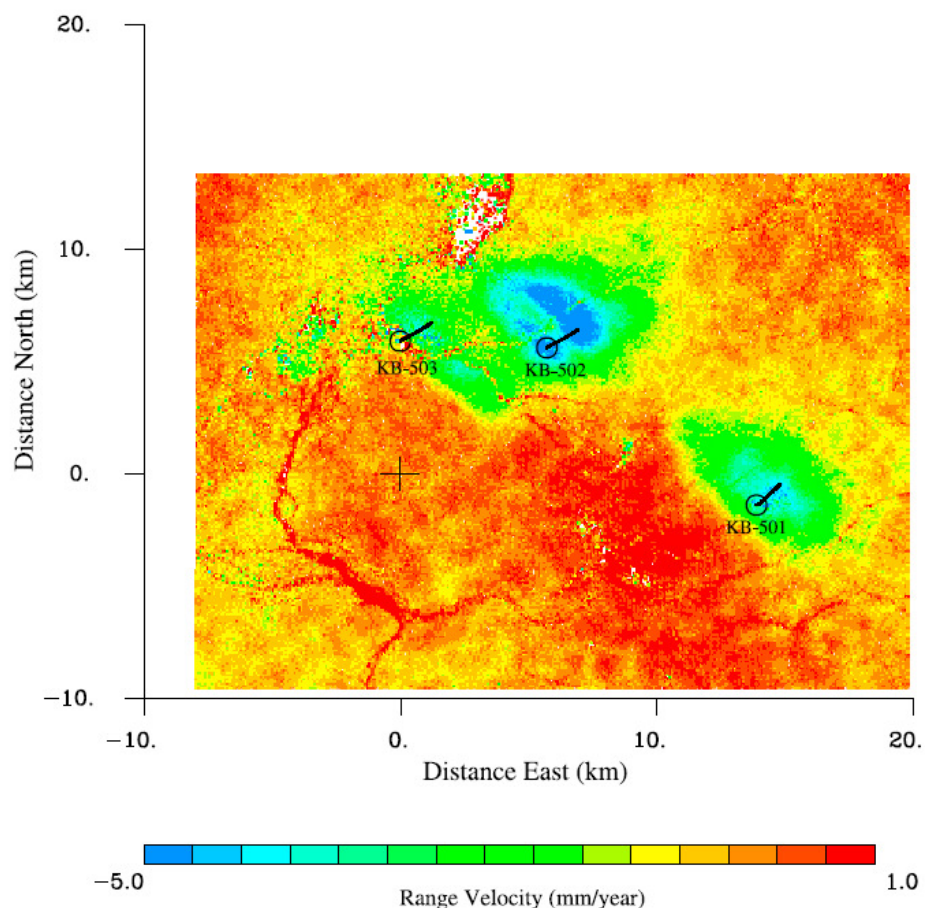 20.
10.
0.
−10.
Distance North (km)
KB-503
KB-502
KB-501
−10.
0.
10.
20.
Distance East (km)
−5.0
1.0
Range Velocity (mm/year)